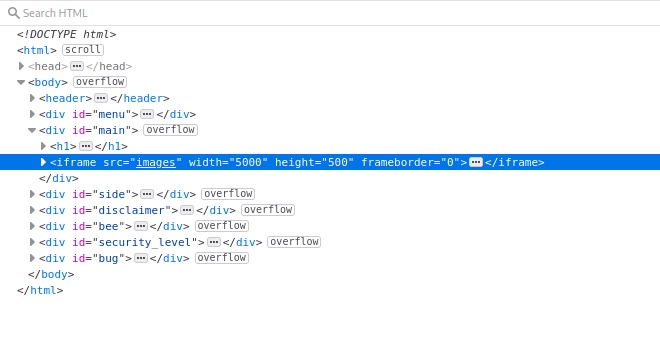 Search HTML
<!DOCTYPE html>
<html> scroll
<head> ••• </head>
<body> overflow
<header> ••• </header>
<div id="menu"> ••• </div>
<div id="main"> overflow
<h1> ••• </h1>
<iframe src="images" width="5000" height="500" frameborder="0"> ••• </iframe>
</div>
<div id="side"> ••• </div> overflow
<div id="disclaimer"> ••• </div> overflow
<div id="bee"> ••• </div> overflow
<div id="security_level"> ••• </div> overflow
<div id="bug"> ••• </div> overflow
</body>
</html>